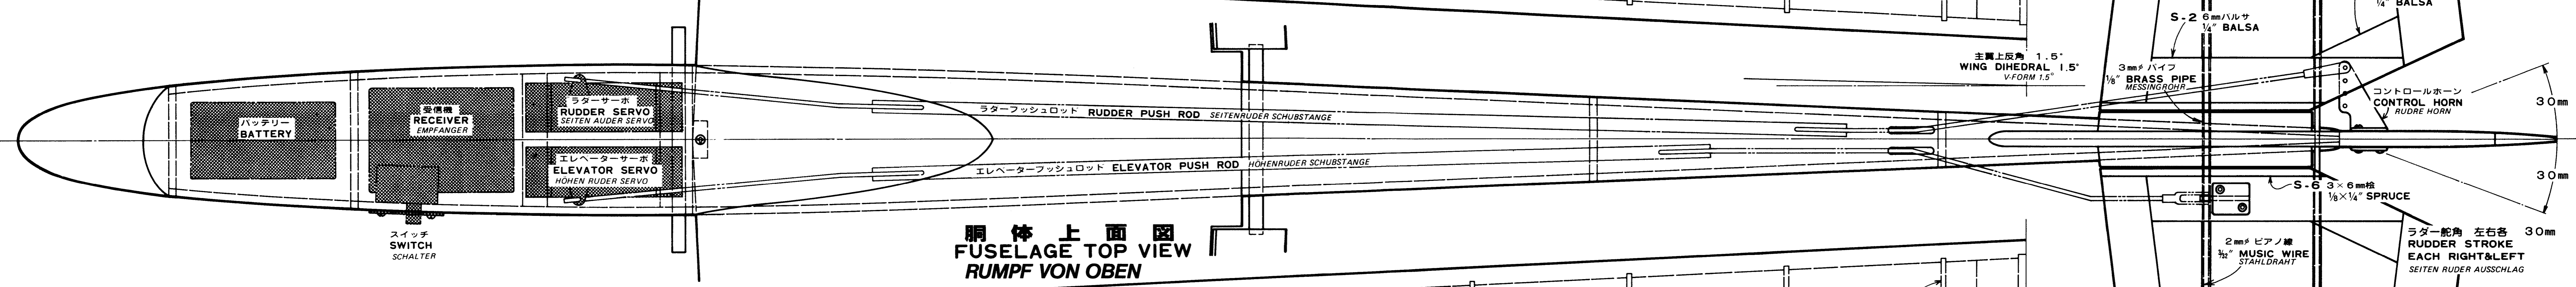 バッテリー
BATTERY
受信機
RECEIVER
EMPFANGER
ラターサーホ
RUDDER SERVO
SEITEN AUDER SERVO
エレベーターサーボ
ELEVATOR SERVO
HÖHEN RUDER SERVO
スイッチ
SWITCH
SCHALTER
ラターフッシュロッド RUDDER PUSH ROD SEITENRUDER SCHUBSTANGE
エレベーターフッシュロッド ELEVATOR PUSH ROD HÖHENRUDER SCHUBSTANGE
胴体上面図
FUSELAGE TOP VIEW
RUMPF VON OBEN
主翼上反角 1.5°
WING DIHEDRAL 1.5°
V-FORM 1.5°
S-2 6mmバルサ
1/4" BALSA
1/4" BALSA
3mmφ パイフ
1/8" BRASS PIPE
MESSINGROHR
コントロールホーン
CONTROL HORN
RUDRE HORN
30mm
30mm
S-6 3×6mm桧
1/8×1/4" SPRUCE
2mmφ ピアノ線
3/32" MUSIC WIRE
STAHLDRAHT
ラダー舵角 左右各 30mm
RUDDER STROKE
EACH RIGHT&LEFT
SEITEN RUDER AUSSCHLAG